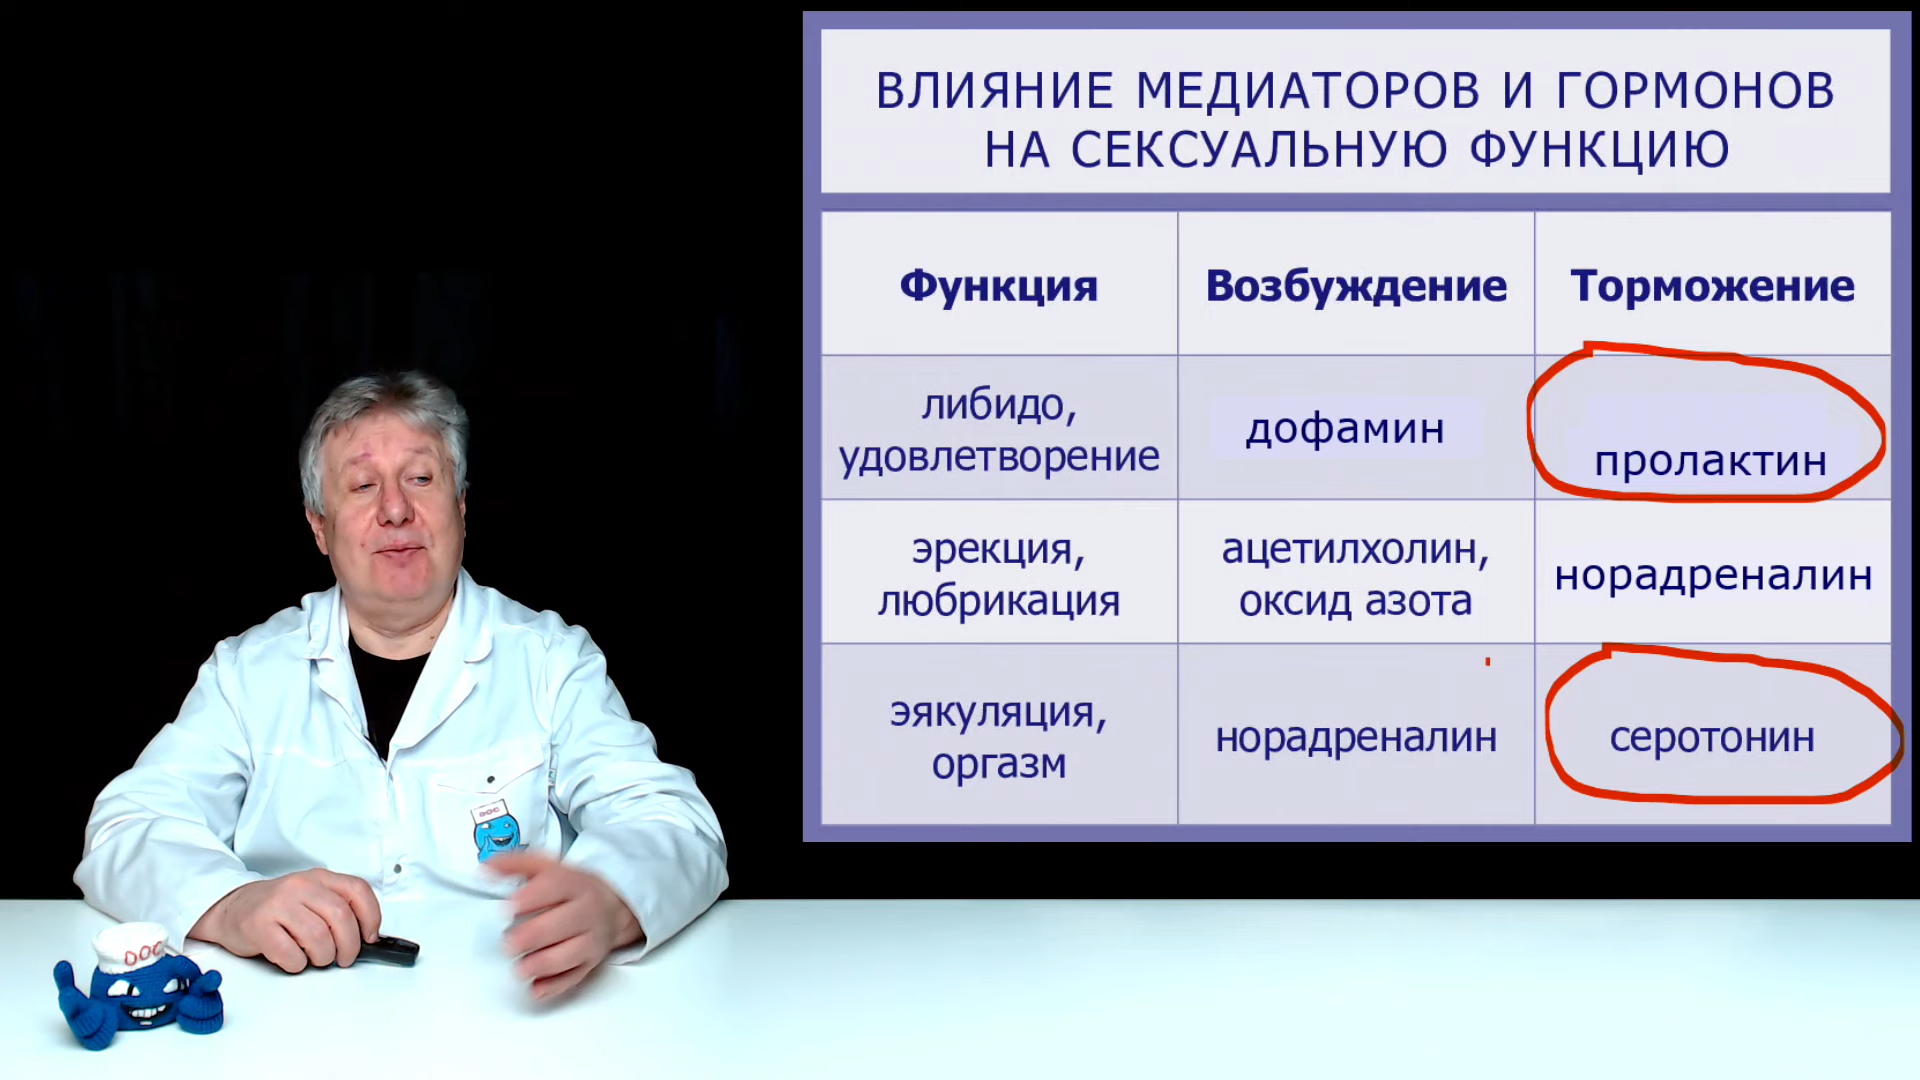 ВЛИЯНИЕ МЕДИАТОРОВ И ГОРМОНОВ
НА СЕКСУАЛЬНУЮ ФУНКЦИЮ
Функция
Возбуждение
Торможение
либидо,
удовлетворение
дофамин
пролактин
эрекция,
любрикация
ацетилхолин,
оксид азота
норадреналин
эякуляция,
оргазм
норадреналин
серотонин
DOC
DOC